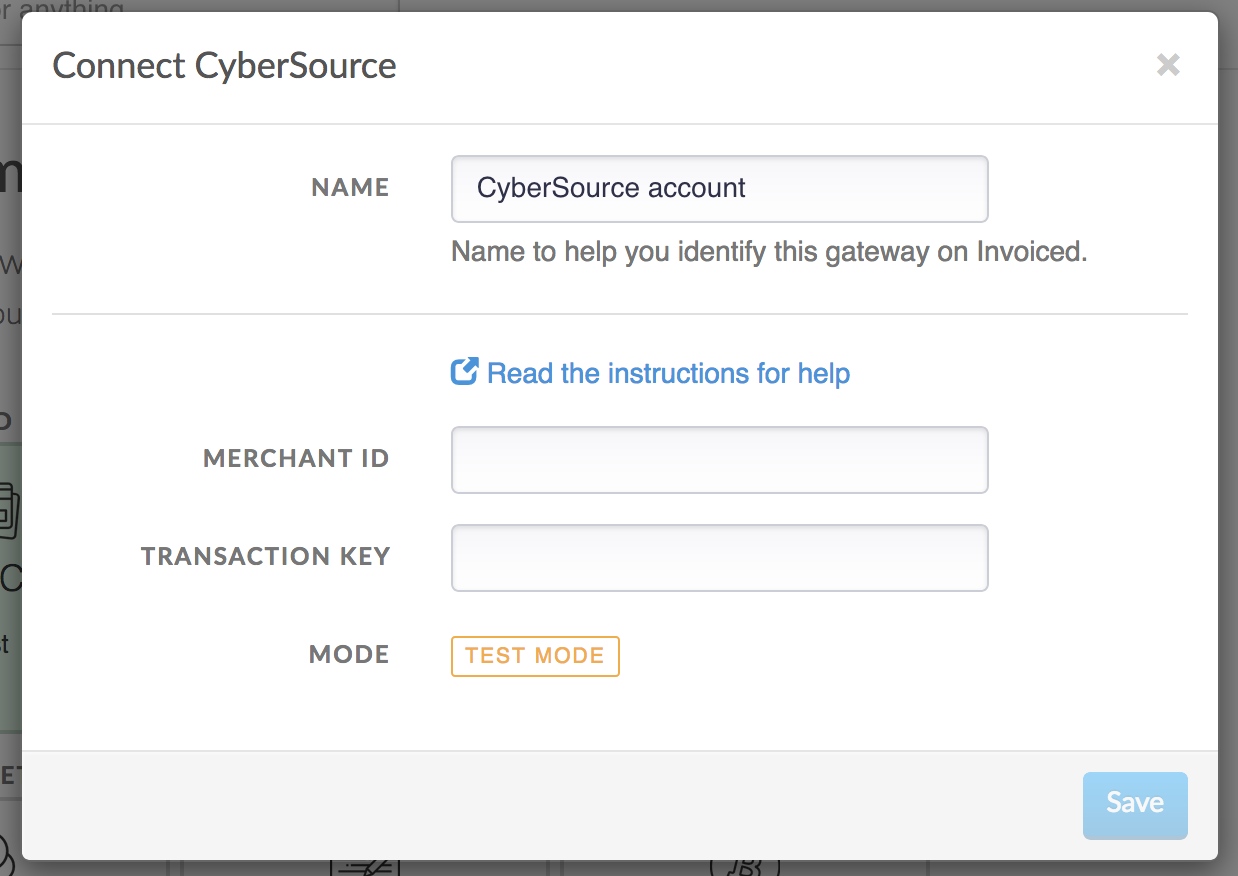 r anything
Connect CyberSource
NAME
CyberSource account
Name to help you identify this gateway on Invoiced.
Read the instructions for help
MERCHANT ID
TRANSACTION KEY
MODE
TEST MODE
Save